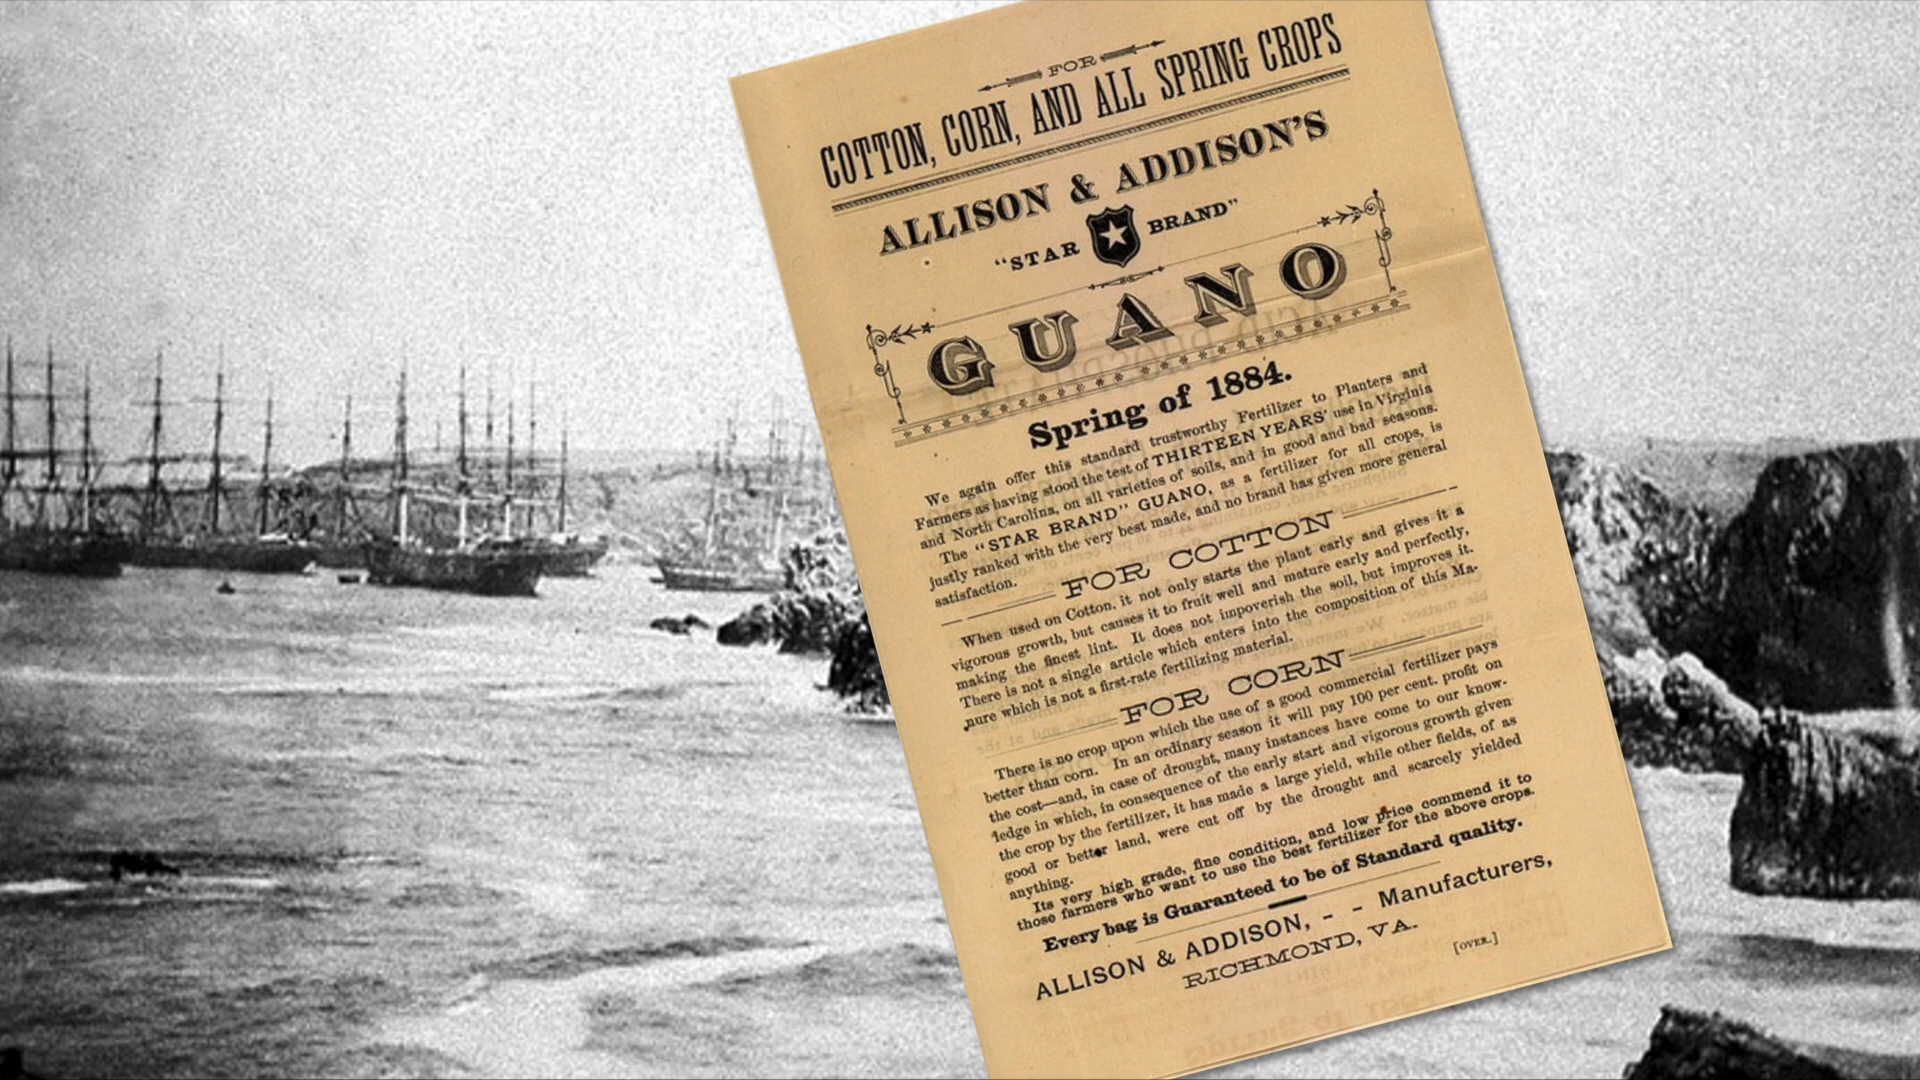 FOR
COTTON, CORN, AND ALL SPRING CROPS
ALLISON & ADDISON'S
"STAR BRAND"
GUANO
Spring of 1884.
We again offer this standard trustworthy Fertilizer to Planters and
Farmers as having stood the test of THIRTEEN YEARS' use in Virginia
and North Carolina, on all varieties of soils, and in good and bad seasons.
The "STAR BRAND" GUANO, as a fertilizer for all crops, is
justly ranked with the very best made, and no brand has given more general
satisfaction.
FOR COTTON
When used on Cotton, it not only starts the plant early and gives it a
vigorous growth, but causes it to fruit well and mature early and perfectly,
making the finest lint. It does not impoverish the soil, but improves it.
There is not a single article which enters into the composition of this Ma-
nure which is not a first-rate fertilizing material.
FOR CORN
There is no crop upon which the use of a good commercial fertilizer pays
better than corn. In an ordinary season it will pay 100 per cent. profit on
the cost—and, in case of drought, many instances have come to our know-
ledge in which, in consequence of the early start and vigorous growth given
the crop by the fertilizer, it has made a large yield, while other fields, of as
good or better land, were cut off by the drought and scarcely yielded
anything.
Its very high grade, fine condition, and low price commend it to
those farmers who want to use the best fertilizer for the above crops.
Every bag is Guaranteed to be of Standard quality.
ALLISON & ADDISON, - - Manufacturers,
RICHMOND, VA.
[OVER.]